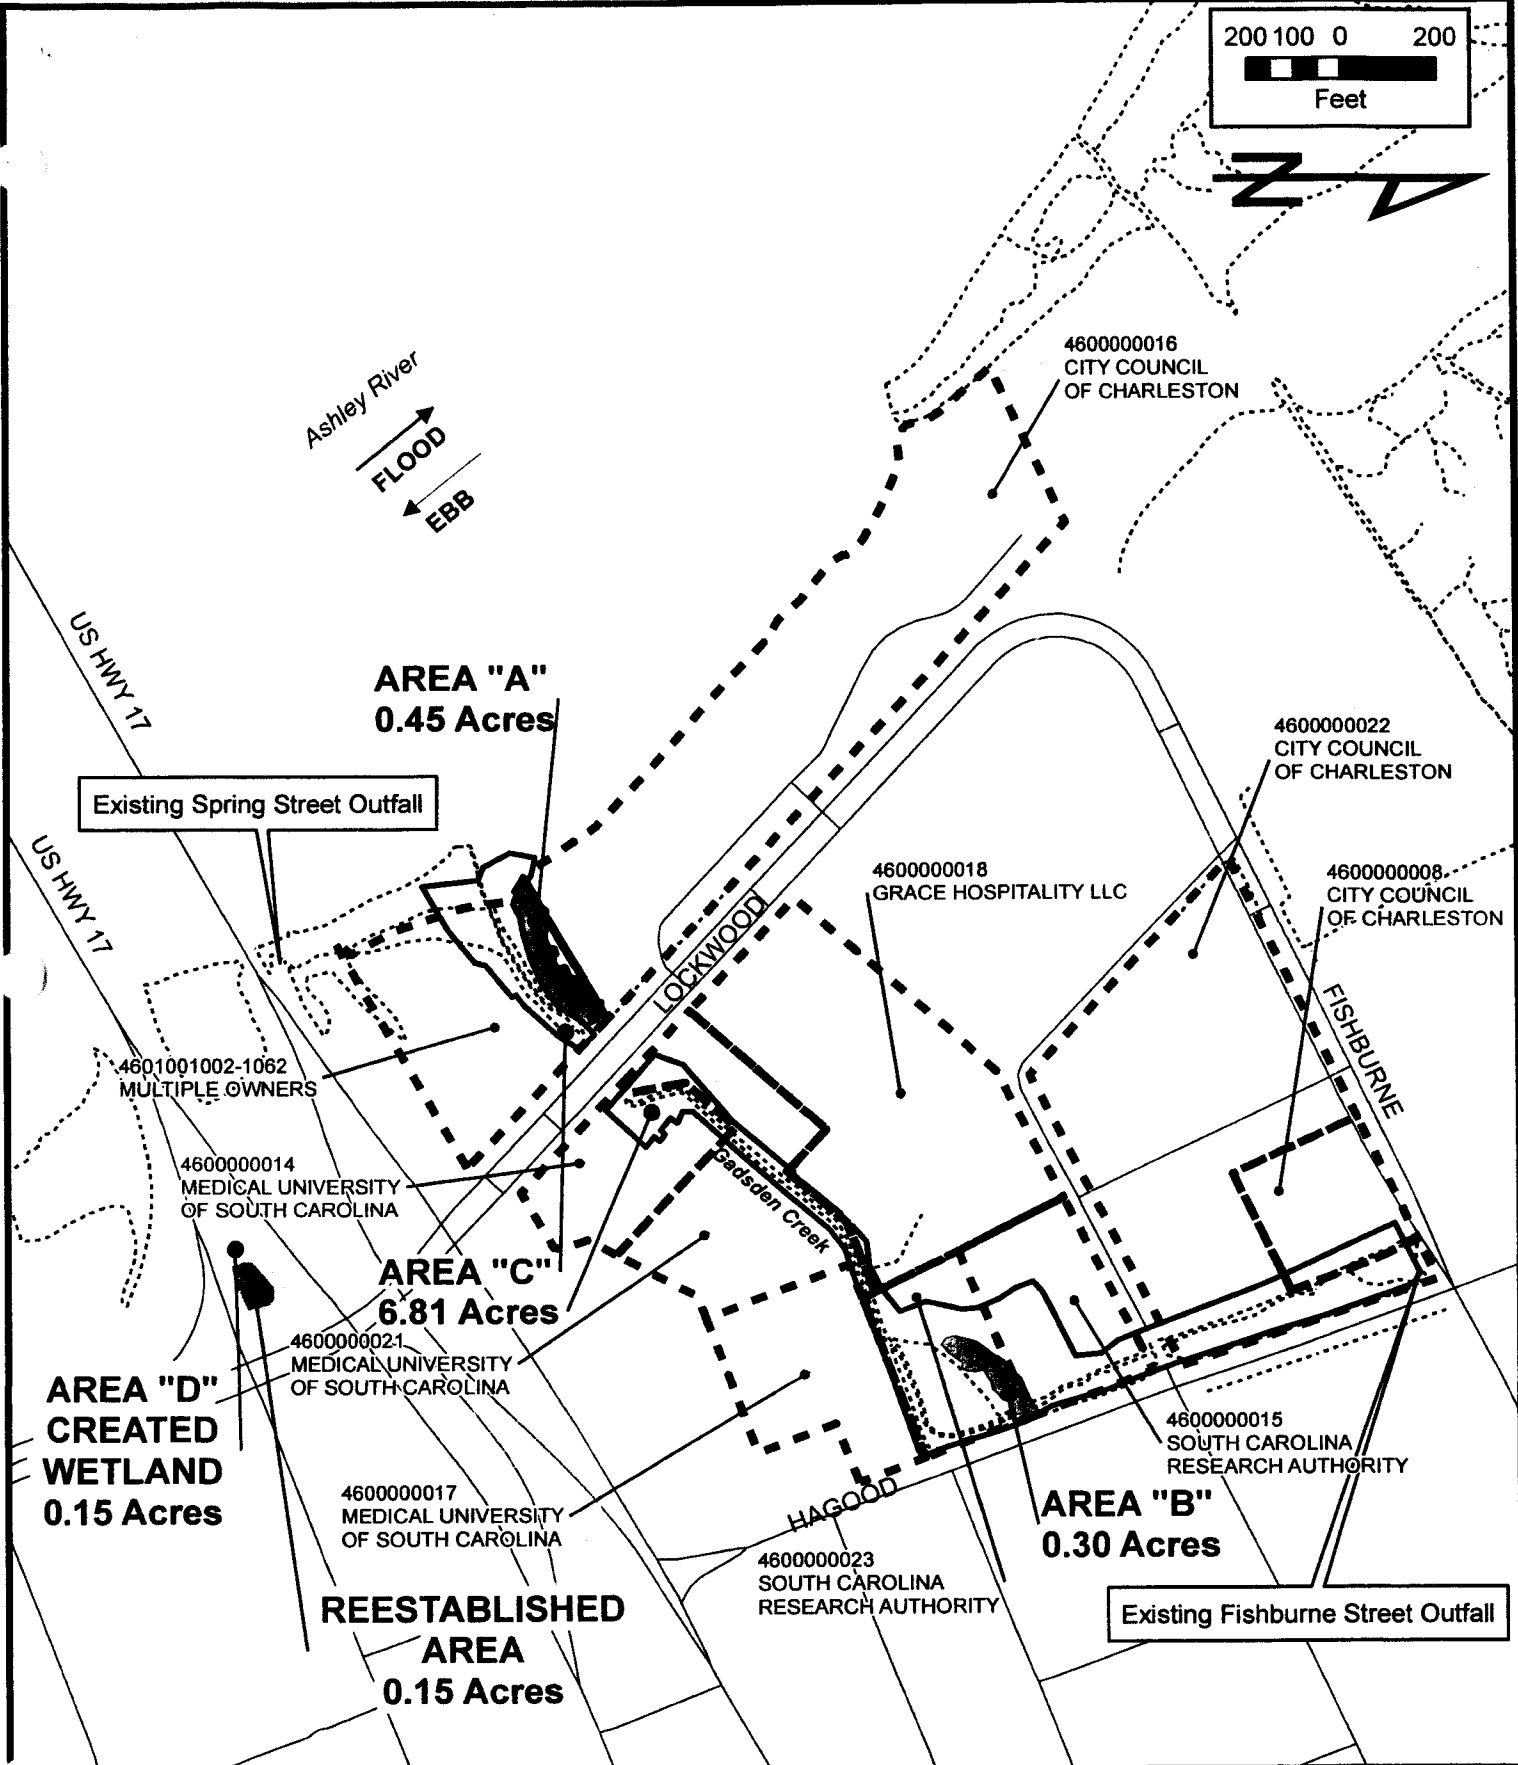 200 100 0 200
Feet
N
4600000016
CITY COUNCIL
OF CHARLESTON
Ashley River
FLOOD
EBB
US HWY 17
AREA "A"
0.45 Acres
4600000022
CITY COUNCIL
OF CHARLESTON
Existing Spring Street Outfall
US HWY 17
4600000018
GRACE HOSPITALITY LLC
4600000008
CITY COUNCIL
OF CHARLESTON
LOCKWOOD
FISHBURNE
4601001002-1062
MULTIPLE OWNERS
4600000014
MEDICAL UNIVERSITY
OF SOUTH CAROLINA
Gadsden Creek
AREA "C"
6.81 Acres
4600000021
MEDICAL UNIVERSITY
OF SOUTH CAROLINA
AREA "D"
CREATED
WETLAND
0.15 Acres
4600000015
SOUTH CAROLINA
RESEARCH AUTHORITY
4600000017
MEDICAL UNIVERSITY
OF SOUTH CAROLINA
HAGOOD
AREA "B"
0.30 Acres
4600000023
SOUTH CAROLINA
RESEARCH AUTHORITY
REESTABLISHED
AREA
0.15 Acres
Existing Fishburne Street Outfall